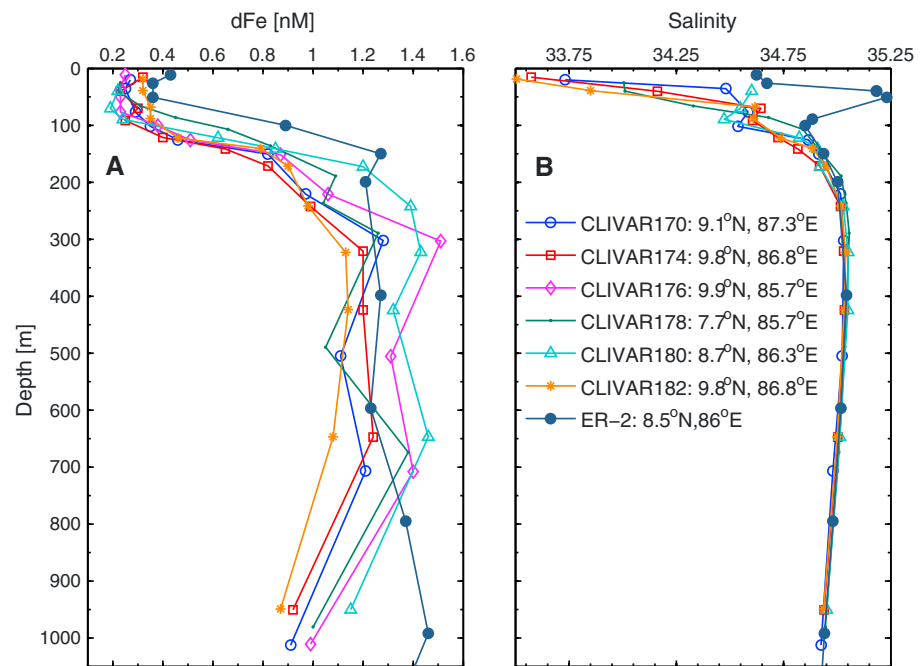 dFe [nM]
Salinity
0.2 0.4 0.6 0.8 1 1.2 1.4 1.6
33.75 34.25 34.75 35.25
0
100
200
300
400
500
600
700
800
900
1000
Depth [m]
A
B
CLIVAR170: 9.1°N, 87.3°E
CLIVAR174: 9.8°N, 86.8°E
CLIVAR176: 9.9°N, 85.7°E
CLIVAR178: 7.7°N, 85.7°E
CLIVAR180: 8.7°N, 86.3°E
CLIVAR182: 9.8°N, 86.8°E
ER−2: 8.5°N,86°E